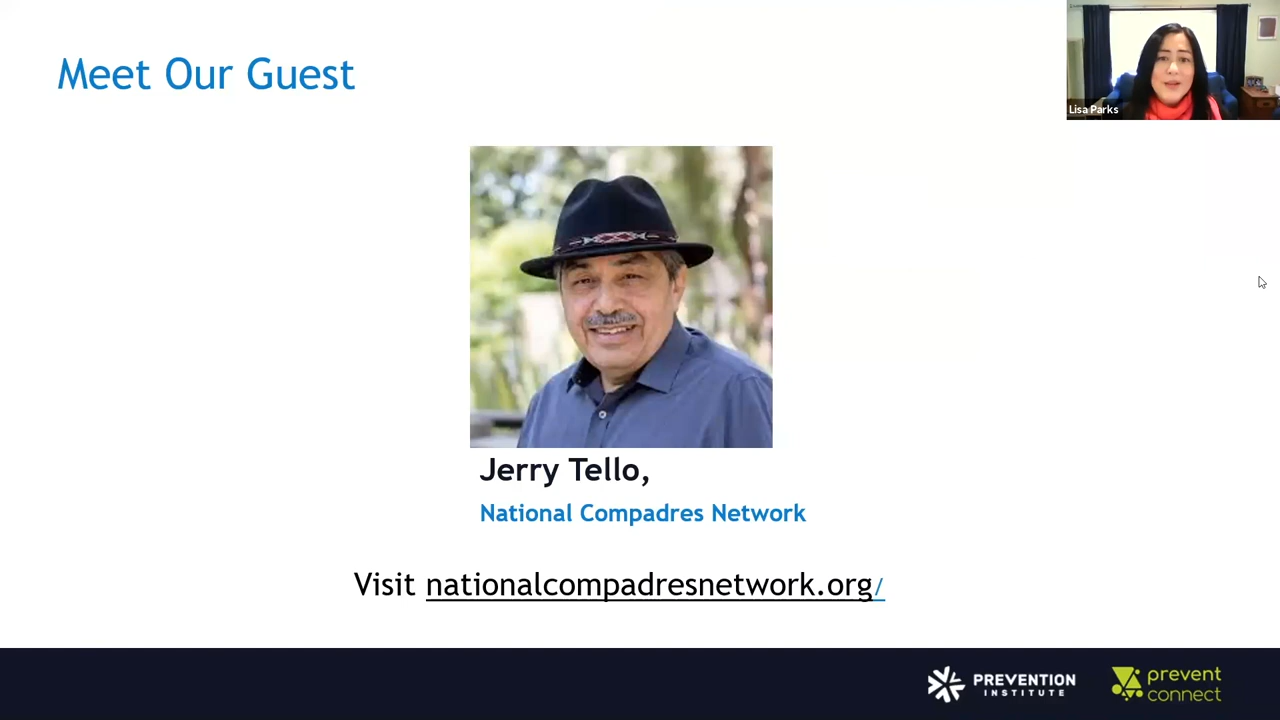 Meet Our Guest
Lisa Parks
Jerry Tello,
National Compadres Network
Visit nationalcompadresnetwork.org/
PREVENTION
INSTITUTE
prevent
connect